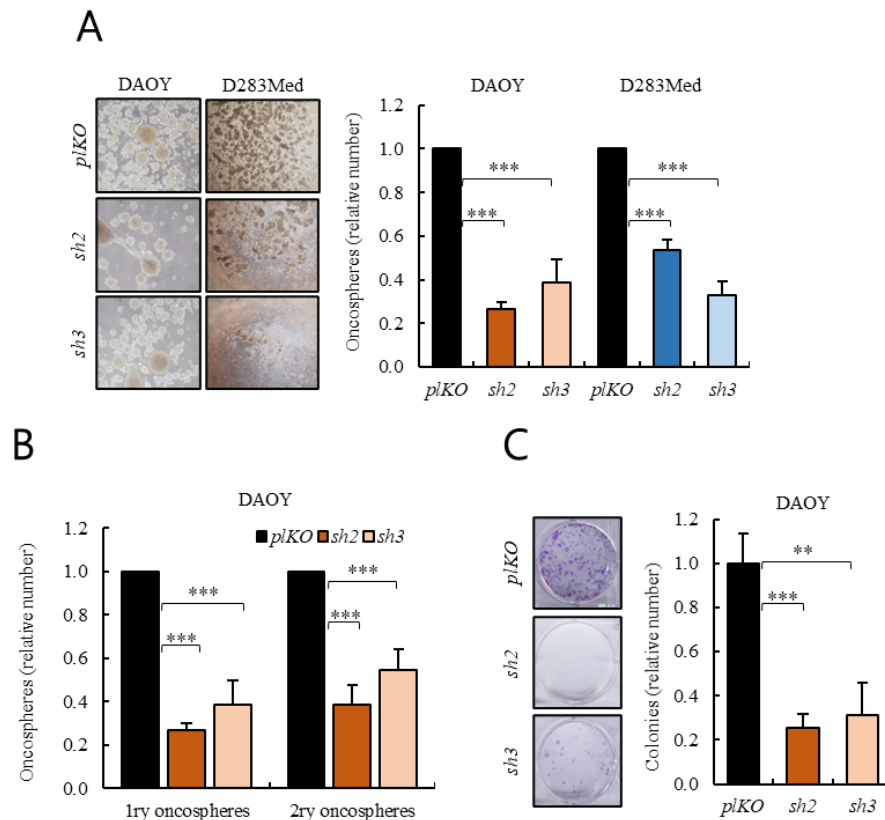 A
DAOY D283Med
plKO
sh2
sh3
DAOY D283Med
Oncospheres (relative number)
1.2
1.0
0.8
0.6
0.4
0.2
0.0
***
***
***
***
plKO sh2 sh3 plKO sh2 sh3
B
DAOY
plKO sh2 sh3
Oncospheres (relative number)
1.2
1.0
0.8
0.6
0.4
0.2
0.0
***
***
***
***
1ry oncospheres 2ry oncospheres
C
plKO
sh2
sh3
DAOY
Colonies (relative number)
1.2
1.0
0.8
0.6
0.4
0.2
0.0
**
***
plKO sh2 sh3